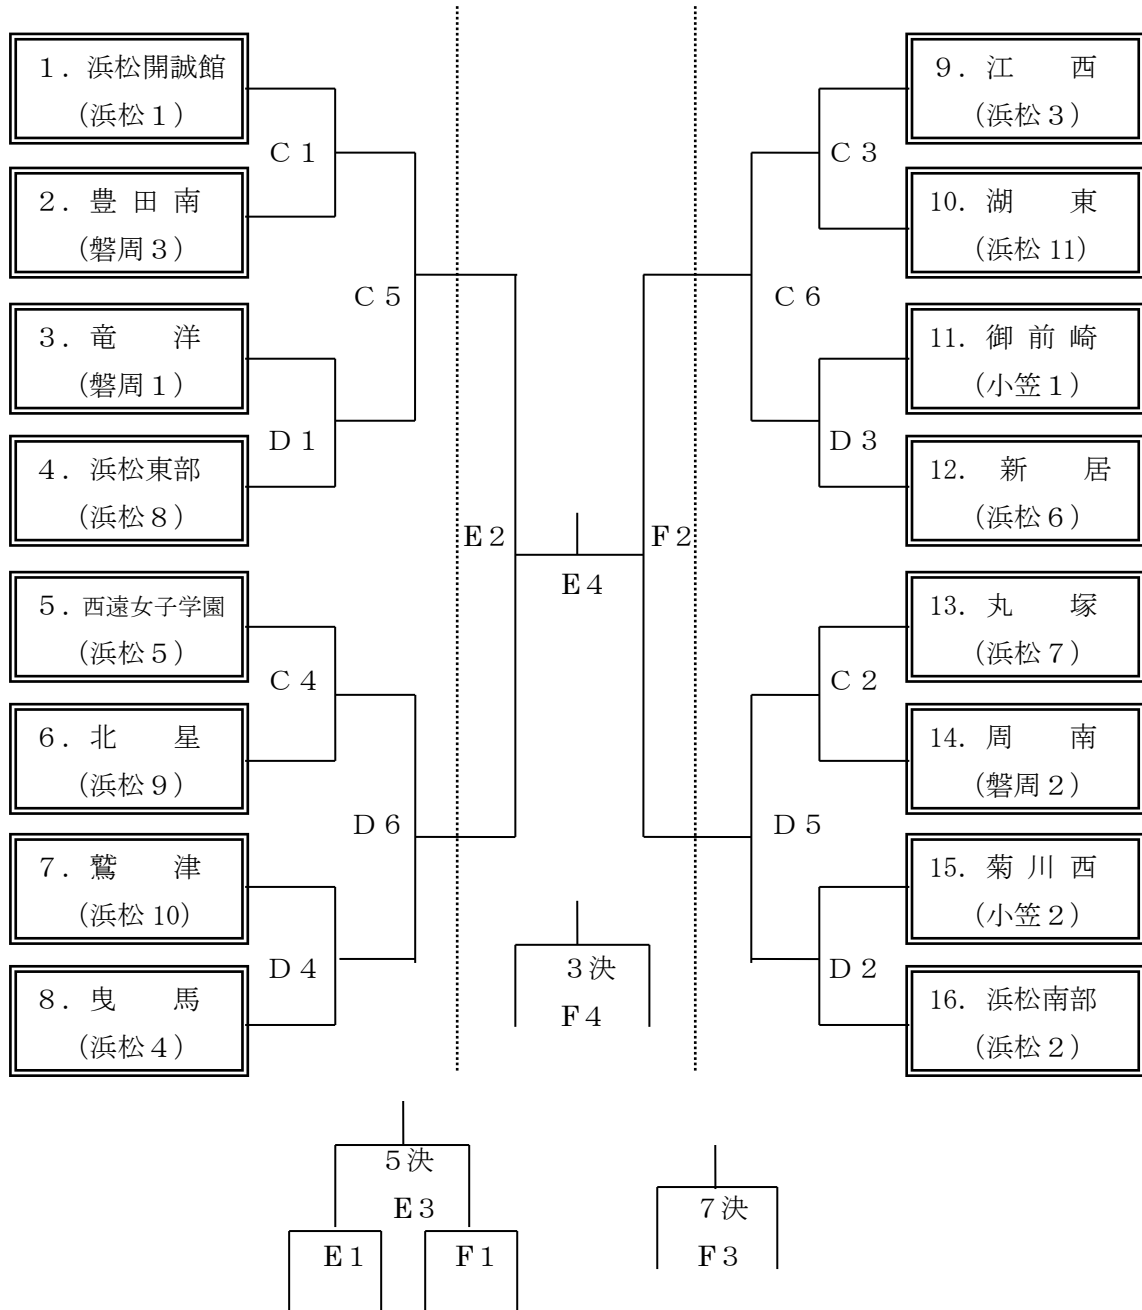 １．浜松開誠館
（浜松１）
C１
２．豊 田 南
（磐周３）
C５
３．竜　　洋
（磐周１）
D１
４．浜松東部
（浜松８）
E２
５．西遠女子学園
（浜松５）
C４
６．北　　星
（浜松９）
D６
７．鷲　　津
（浜松 10）
D４
８．曳　　馬
（浜松４）
E４
３決
F４
９．江　　西
（浜松３）
C３
10．湖　　東
（浜松 11）
C６
11．御 前 崎
（小笠１）
D３
12．新　　居
（浜松６）
F２
13．丸　　塚
（浜松７）
C２
14．周　　南
（磐周２）
D５
15．菊 川 西
（小笠２）
D２
16．浜松南部
（浜松２）
５決
E３
E１
F１
７決
F３